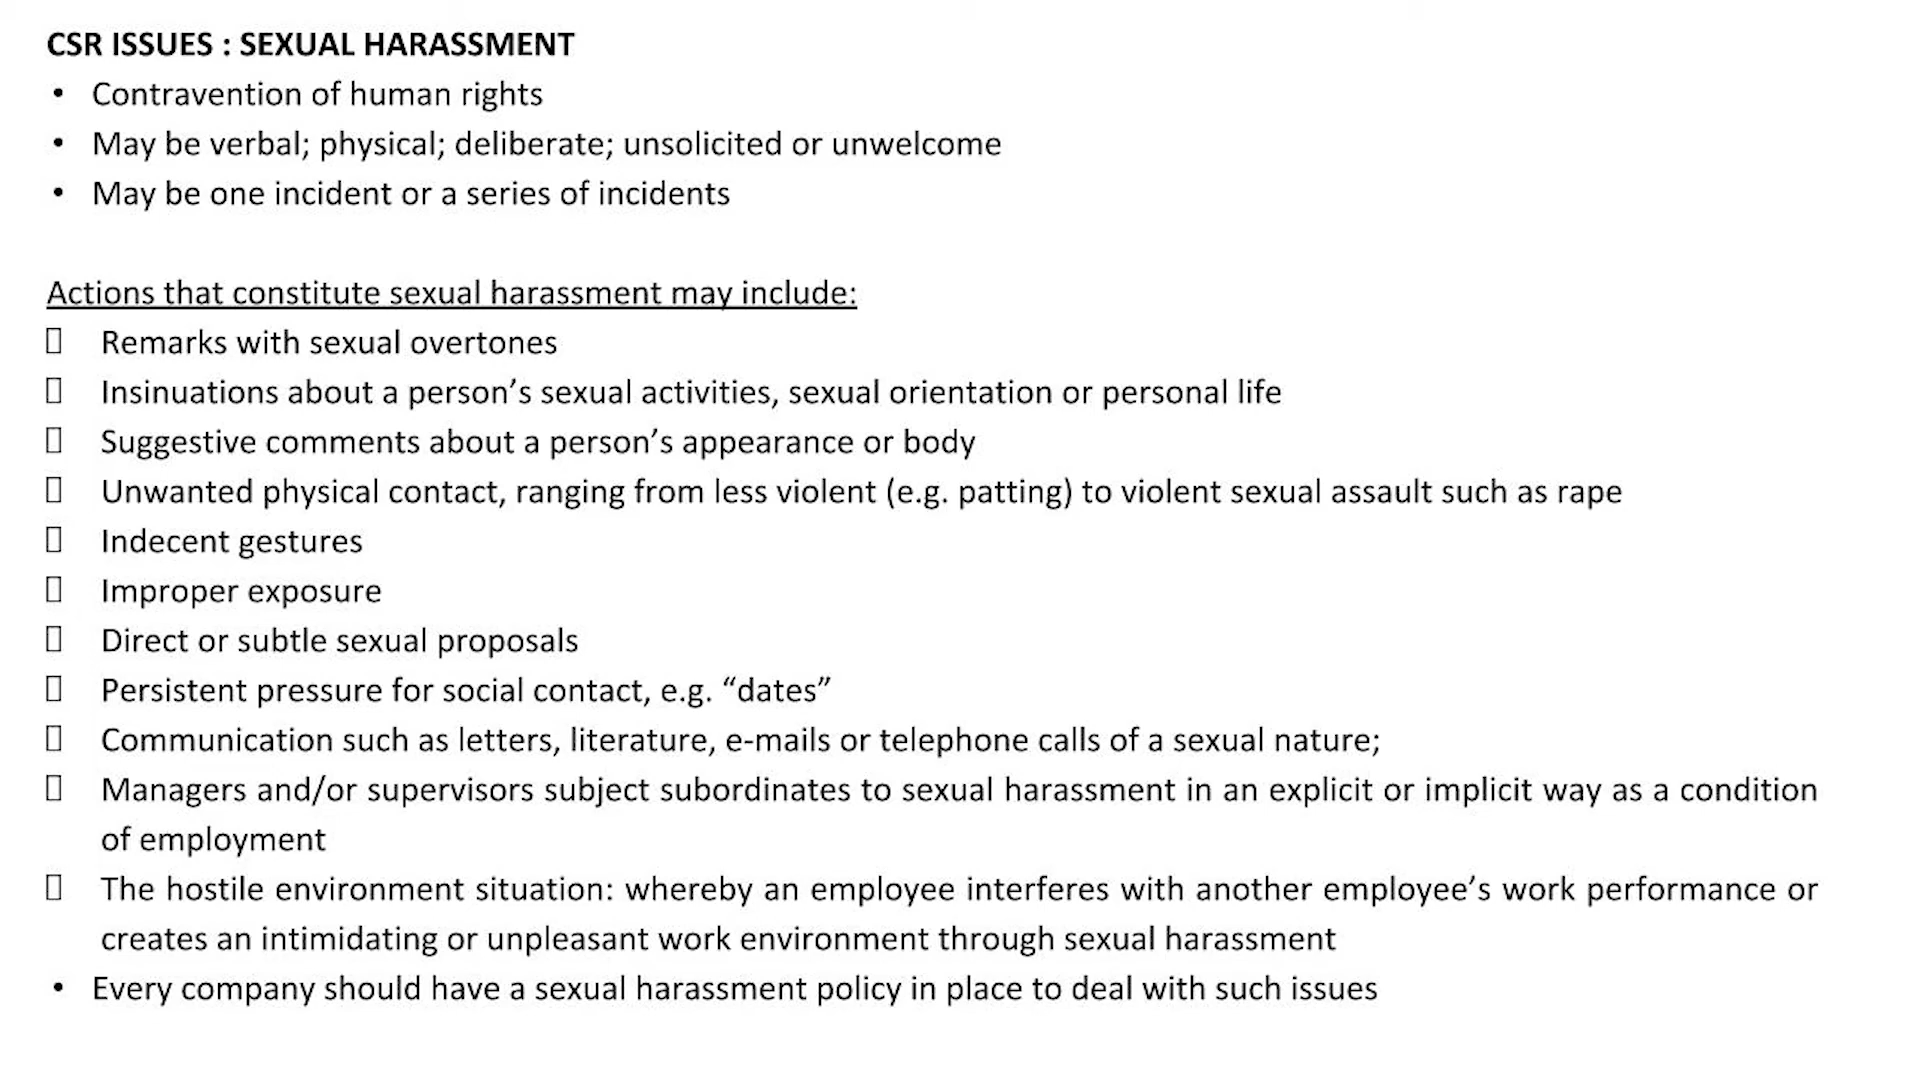 CSR ISSUES : SEXUAL HARASSMENT
• Contravention of human rights
• May be verbal; physical; deliberate; unsolicited or unwelcome
• May be one incident or a series of incidents
Actions that constitute sexual harassment may include:
 Remarks with sexual overtones
 Insinuations about a person’s sexual activities, sexual orientation or personal life
 Suggestive comments about a person’s appearance or body
 Unwanted physical contact, ranging from less violent (e.g. patting) to violent sexual assault such as rape
 Indecent gestures
 Improper exposure
 Direct or subtle sexual proposals
 Persistent pressure for social contact, e.g. “dates”
 Communication such as letters, literature, e-mails or telephone calls of a sexual nature;
 Managers and/or supervisors subject subordinates to sexual harassment in an explicit or implicit way as a condition
of employment
 The hostile environment situation: whereby an employee interferes with another employee’s work performance or
creates an intimidating or unpleasant work environment through sexual harassment
• Every company should have a sexual harassment policy in place to deal with such issues